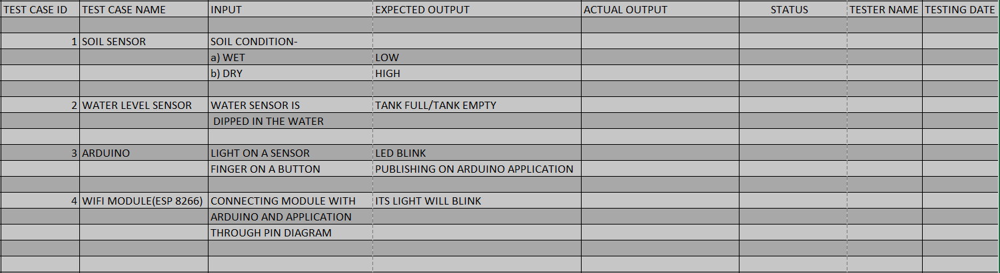 TEST CASE ID TEST CASE NAME INPUT EXPECTED OUTPUT ACTUAL OUTPUT STATUS TESTER NAME TESTING DATE
1 SOIL SENSOR SOIL CONDITION-
a) WET LOW
b) DRY HIGH
2 WATER LEVEL SENSOR WATER SENSOR IS TANK FULL/TANK EMPTY
DIPPED IN THE WATER
3 ARDUINO LIGHT ON A SENSOR LED BLINK
FINGER ON A BUTTON PUBLISHING ON ARDUINO APPLICATION
4 WIFI MODULE(ESP 8266) CONNECTING MODULE WITH ITS LIGHT WILL BLINK
ARDUINO AND APPLICATION
THROUGH PIN DIAGRAM